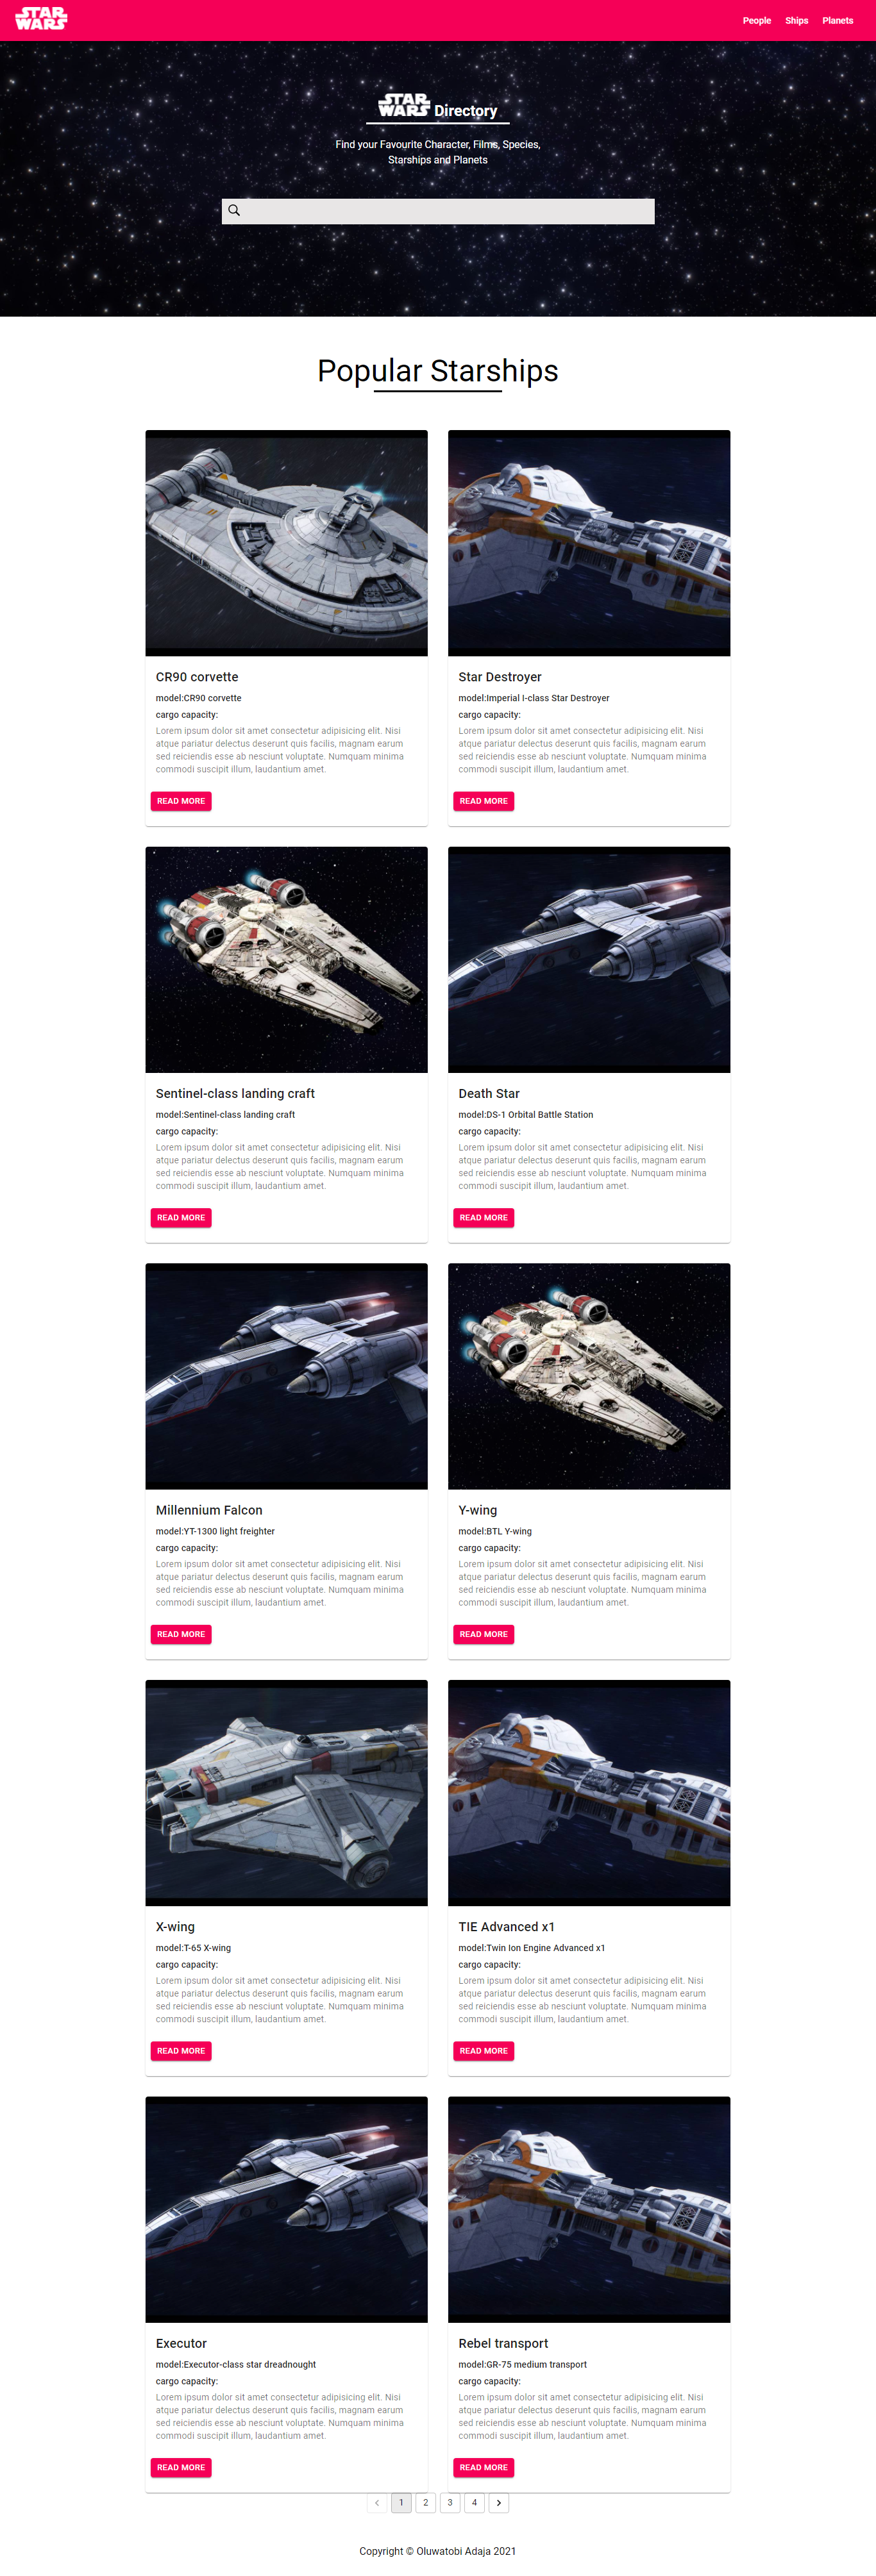 STAR
WARS
People Ships Planets
STAR
WARS Directory
Find your Favourite Character, Films, Species,
Starships and Planets
Popular Starships
CR90 corvette
model:CR90 corvette
cargo capacity:
Lorem ipsum dolor sit amet consectetur adipisicing elit. Nisi
atque pariatur delectus deserunt quis facilis, magnam earum
sed reiciendis esse ab nesciunt voluptate. Numquam minima
commodi suscipit illum, laudantium amet.
READ MORE
Star Destroyer
model:Imperial I-class Star Destroyer
cargo capacity:
Lorem ipsum dolor sit amet consectetur adipisicing elit. Nisi
atque pariatur delectus deserunt quis facilis, magnam earum
sed reiciendis esse ab nesciunt voluptate. Numquam minima
commodi suscipit illum, laudantium amet.
READ MORE
Sentinel-class landing craft
model:Sentinel-class landing craft
cargo capacity:
Lorem ipsum dolor sit amet consectetur adipisicing elit. Nisi
atque pariatur delectus deserunt quis facilis, magnam earum
sed reiciendis esse ab nesciunt voluptate. Numquam minima
commodi suscipit illum, laudantium amet.
READ MORE
Death Star
model:DS-1 Orbital Battle Station
cargo capacity:
Lorem ipsum dolor sit amet consectetur adipisicing elit. Nisi
atque pariatur delectus deserunt quis facilis, magnam earum
sed reiciendis esse ab nesciunt voluptate. Numquam minima
commodi suscipit illum, laudantium amet.
READ MORE
Millennium Falcon
model:YT-1300 light freighter
cargo capacity:
Lorem ipsum dolor sit amet consectetur adipisicing elit. Nisi
atque pariatur delectus deserunt quis facilis, magnam earum
sed reiciendis esse ab nesciunt voluptate. Numquam minima
commodi suscipit illum, laudantium amet.
READ MORE
Y-wing
model:BTL Y-wing
cargo capacity:
Lorem ipsum dolor sit amet consectetur adipisicing elit. Nisi
atque pariatur delectus deserunt quis facilis, magnam earum
sed reiciendis esse ab nesciunt voluptate. Numquam minima
commodi suscipit illum, laudantium amet.
READ MORE
X-wing
model:T-65 X-wing
cargo capacity:
Lorem ipsum dolor sit amet consectetur adipisicing elit. Nisi
atque pariatur delectus deserunt quis facilis, magnam earum
sed reiciendis esse ab nesciunt voluptate. Numquam minima
commodi suscipit illum, laudantium amet.
READ MORE
TIE Advanced x1
model:Twin Ion Engine Advanced x1
cargo capacity:
Lorem ipsum dolor sit amet consectetur adipisicing elit. Nisi
atque pariatur delectus deserunt quis facilis, magnam earum
sed reiciendis esse ab nesciunt voluptate. Numquam minima
commodi suscipit illum, laudantium amet.
READ MORE
Executor
model:Executor-class star dreadnought
cargo capacity:
Lorem ipsum dolor sit amet consectetur adipisicing elit. Nisi
atque pariatur delectus deserunt quis facilis, magnam earum
sed reiciendis esse ab nesciunt voluptate. Numquam minima
commodi suscipit illum, laudantium amet.
READ MORE
Rebel transport
model:GR-75 medium transport
cargo capacity:
Lorem ipsum dolor sit amet consectetur adipisicing elit. Nisi
atque pariatur delectus deserunt quis facilis, magnam earum
sed reiciendis esse ab nesciunt voluptate. Numquam minima
commodi suscipit illum, laudantium amet.
READ MORE
1 2 3 4
Copyright © Oluwatobi Adaja 2021